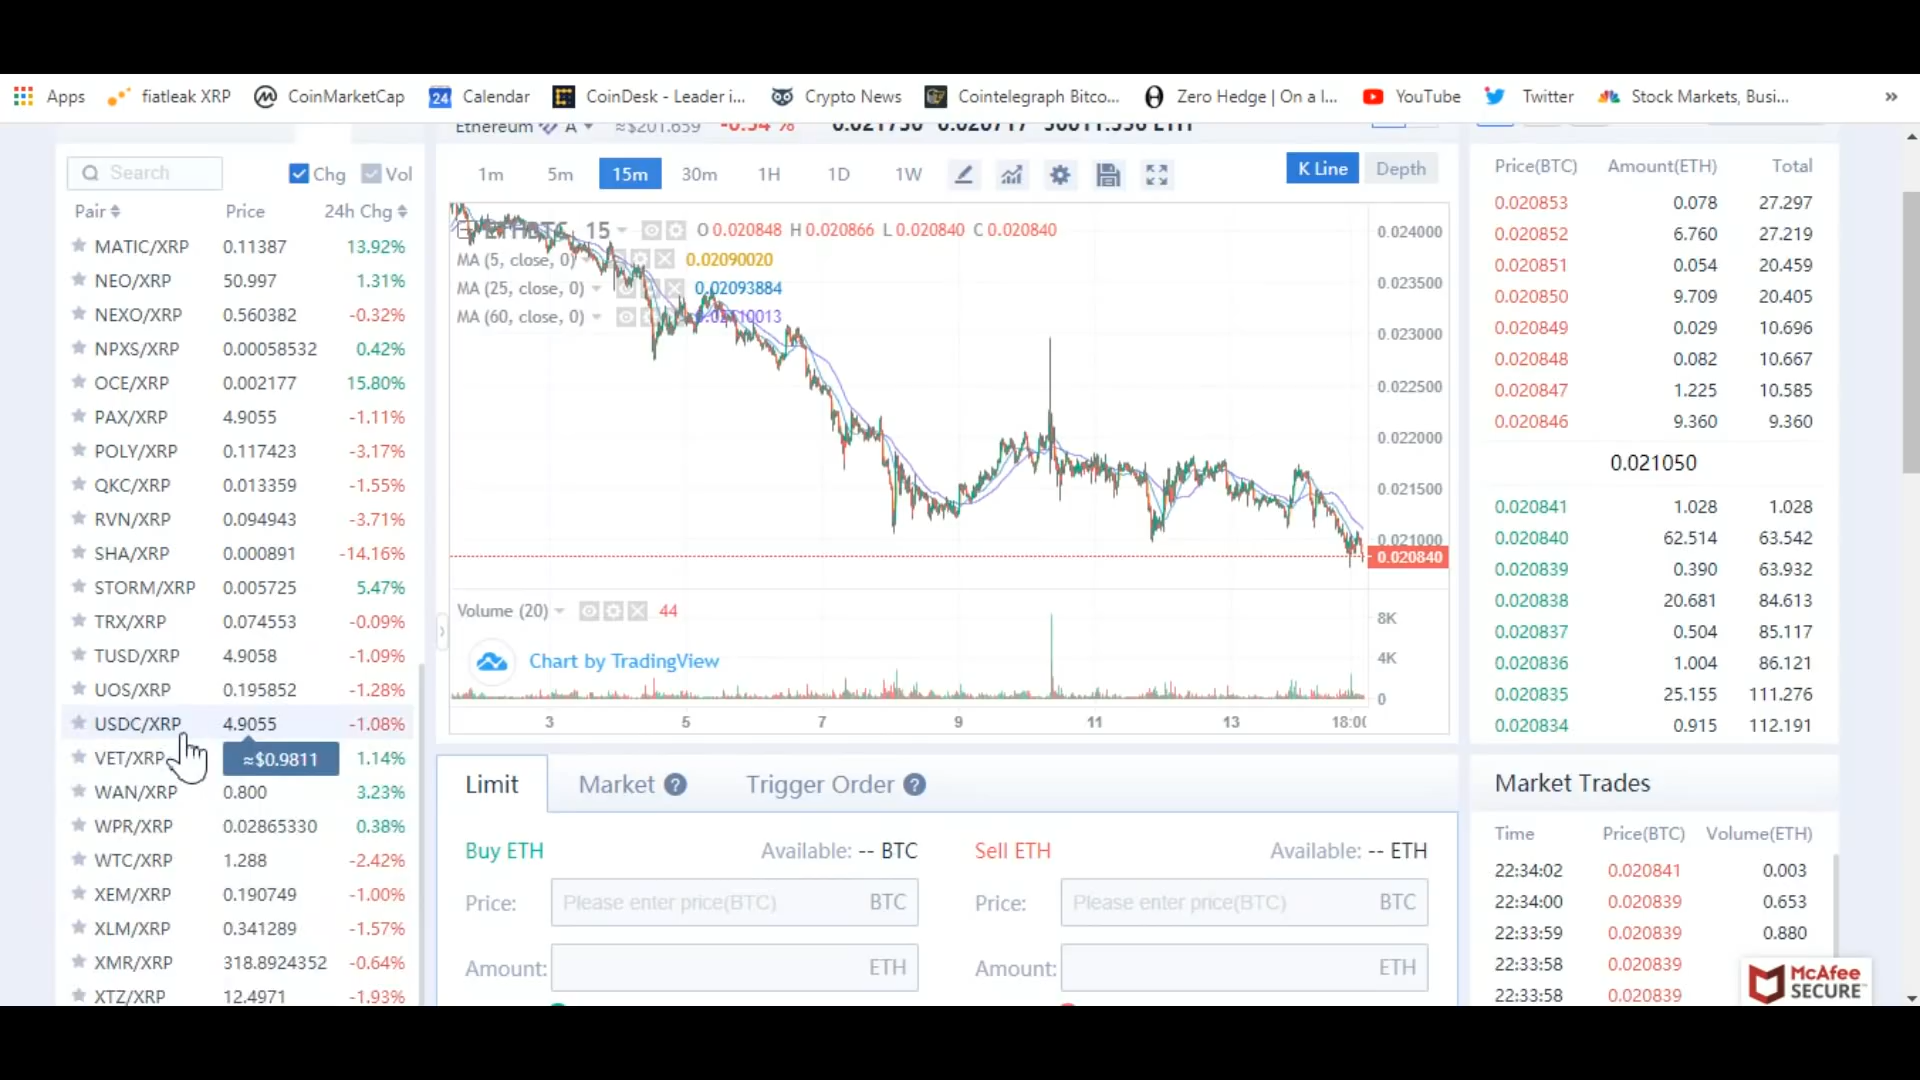 Apps fiatleak XRP CoinMarketCap 24 Calendar CoinDesk - Leader i... Crypto News Cointelegraph Bitco... Zero Hedge | On a I... YouTube Twitter Stock Markets, Busi... »
Ethereum A ≈$201.659 -0.54 % 0.021730 0.020717
Search Chg Vol
Pair Price 24h Chg
MATIC/XRP 0.11387 13.92%
NEO/XRP 50.997 1.31%
NEXO/XRP 0.560382 -0.32%
NPXS/XRP 0.00058532 0.42%
OCE/XRP 0.002177 15.80%
PAX/XRP 4.9055 -1.11%
POLY/XRP 0.117423 -3.17%
QKC/XRP 0.013359 -1.55%
RVN/XRP 0.094943 -3.71%
SHA/XRP 0.000891 -14.16%
STORM/XRP 0.005725 5.47%
TRX/XRP 0.074553 -0.09%
TUSD/XRP 4.9058 -1.09%
UOS/XRP 0.195852 -1.28%
USDC/XRP 4.9055 -1.08%
VET/XRP ≈$0.9811 1.14%
WAN/XRP 0.800 3.23%
WPR/XRP 0.02865330 0.38%
WTC/XRP 1.288 -2.42%
XEM/XRP 0.190749 -1.00%
XLM/XRP 0.341289 -1.57%
XMR/XRP 318.8924352 -0.64%
XTZ/XRP 12.4971 -1.93%
1m 5m 15m 30m 1H 1D 1W K Line Depth
15 O 0.020848 H 0.020866 L 0.020840 C 0.020840
MA (5, close, 0) 0.02090020
MA (25, close, 0) 0.02093884
MA (60, close, 0)
0.024000
0.023500
0.023000
0.022500
0.022000
0.021500
0.021000
0.020840
Volume (20) 44
8K
4K
0
Chart by TradingView
3 5 7 9 11 13 18:00
Limit Market ? Trigger Order ?
Buy ETH Available: -- BTC
Price: Please enter price(BTC) BTC
Amount: ETH
Sell ETH Available: -- ETH
Price: Please enter price(BTC) BTC
Amount: ETH
Price(BTC) Amount(ETH) Total
0.020853 0.078 27.297
0.020852 6.760 27.219
0.020851 0.054 20.459
0.020850 9.709 20.405
0.020849 0.029 10.696
0.020848 0.082 10.667
0.020847 1.225 10.585
0.020846 9.360 9.360
0.021050
0.020841 1.028 1.028
0.020840 62.514 63.542
0.020839 0.390 63.932
0.020838 20.681 84.613
0.020837 0.504 85.117
0.020836 1.004 86.121
0.020835 25.155 111.276
0.020834 0.915 112.191
Market Trades
Time Price(BTC) Volume(ETH)
22:34:02 0.020841 0.003
22:34:00 0.020839 0.653
22:33:59 0.020839 0.880
22:33:58 0.020839
22:33:58 0.020839
McAfee
SECURE